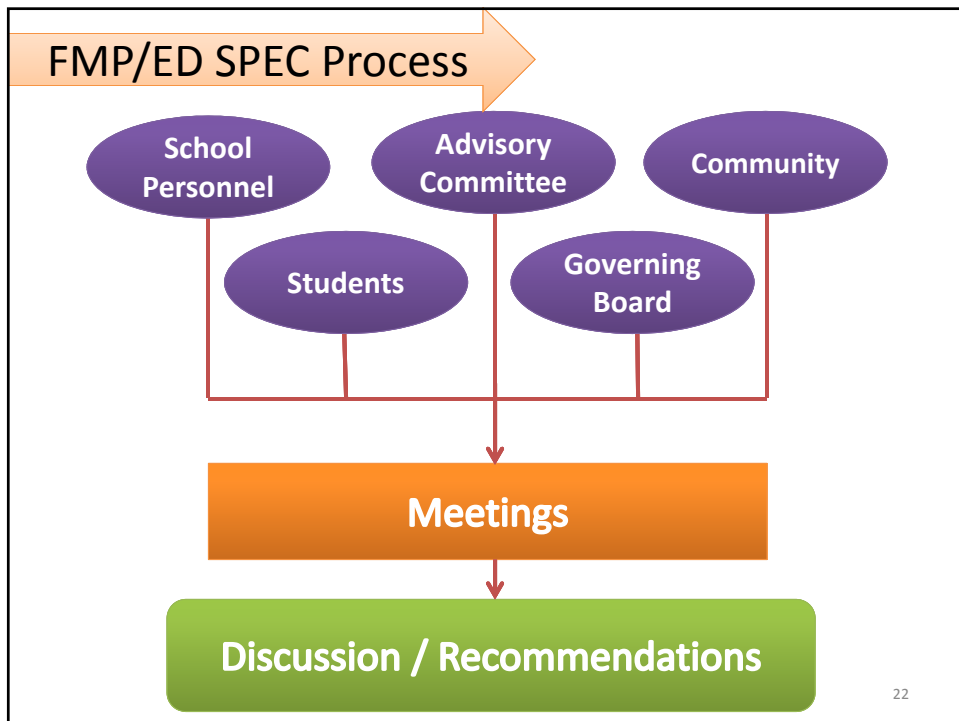 FMP/ED SPEC Process
School
Personnel
Advisory
Committee
Community
Students
Governing
Board
Meetings
Discussion / Recommendations
22